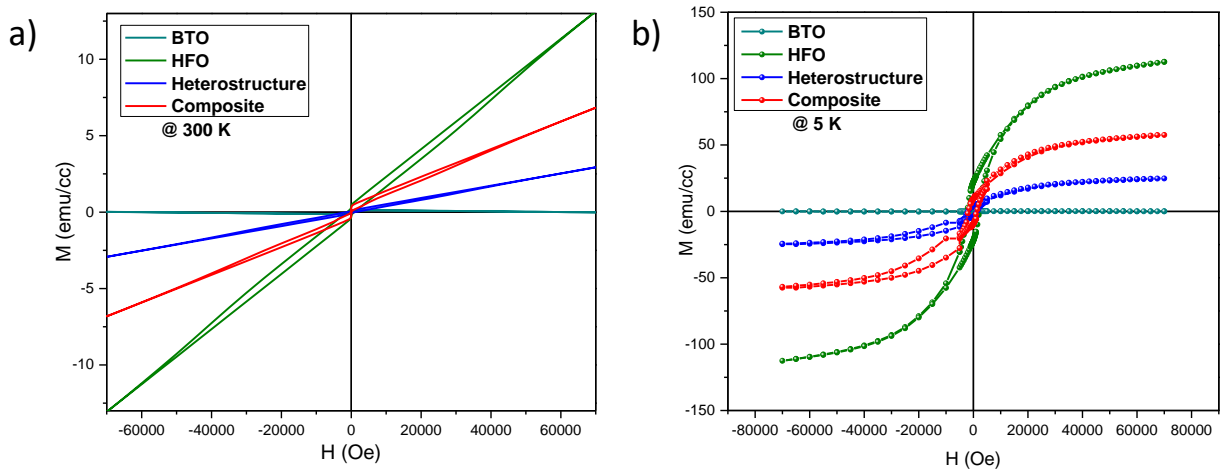 a)
BTO
HFO
Heterostructure
Composite
@ 300 K
M (emu/cc)
10
5
0
-5
-10
-60000 -40000 -20000 0 20000 40000 60000
H (Oe)
b)
BTO
HFO
Heterostructure
Composite
@ 5 K
M (emu/cc)
150
100
50
0
-50
-100
-150
-80000 -60000 -40000 -20000 0 20000 40000 60000 80000
H (Oe)